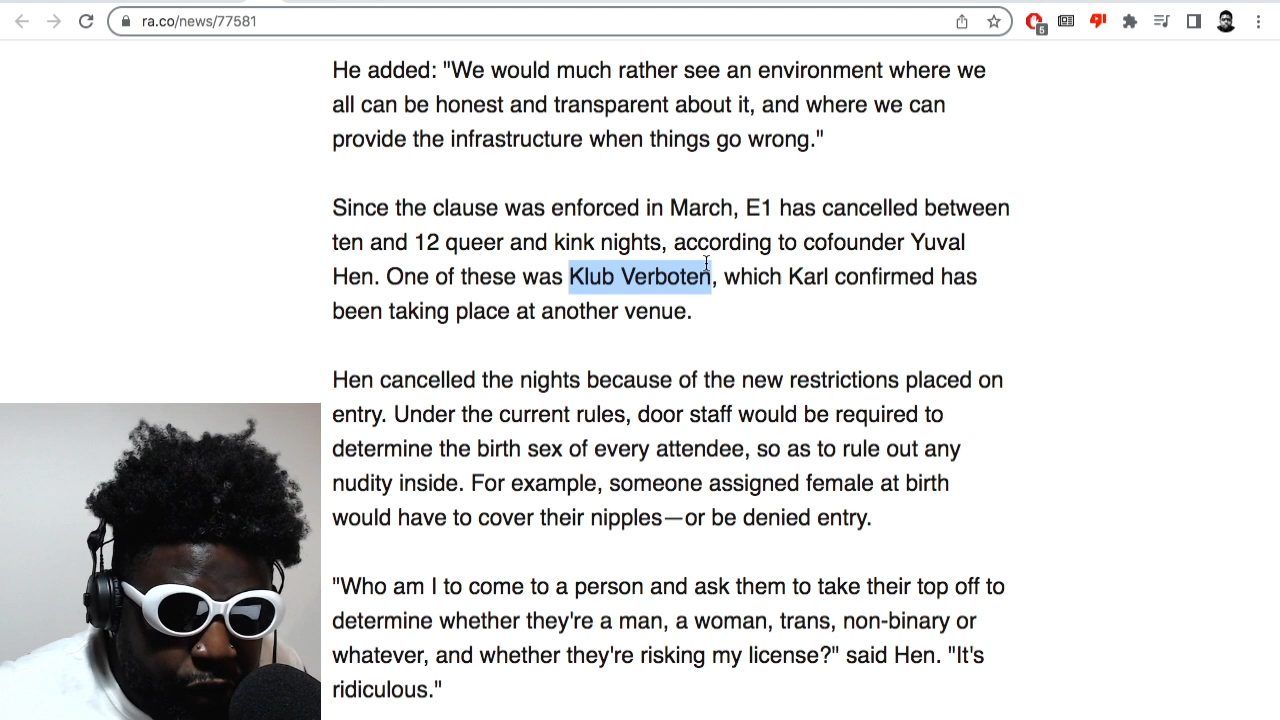 ra.co/news/77581
5
He added: "We would much rather see an environment where we
all can be honest and transparent about it, and where we can
provide the infrastructure when things go wrong."
Since the clause was enforced in March, E1 has cancelled between
ten and 12 queer and kink nights, according to cofounder Yuval
Hen. One of these was Klub Verboten, which Karl confirmed has
been taking place at another venue.
Hen cancelled the nights because of the new restrictions placed on
entry. Under the current rules, door staff would be required to
determine the birth sex of every attendee, so as to rule out any
nudity inside. For example, someone assigned female at birth
would have to cover their nipples—or be denied entry.
"Who am I to come to a person and ask them to take their top off to
determine whether they're a man, a woman, trans, non-binary or
whatever, and whether they're risking my license?" said Hen. "It's
ridiculous."